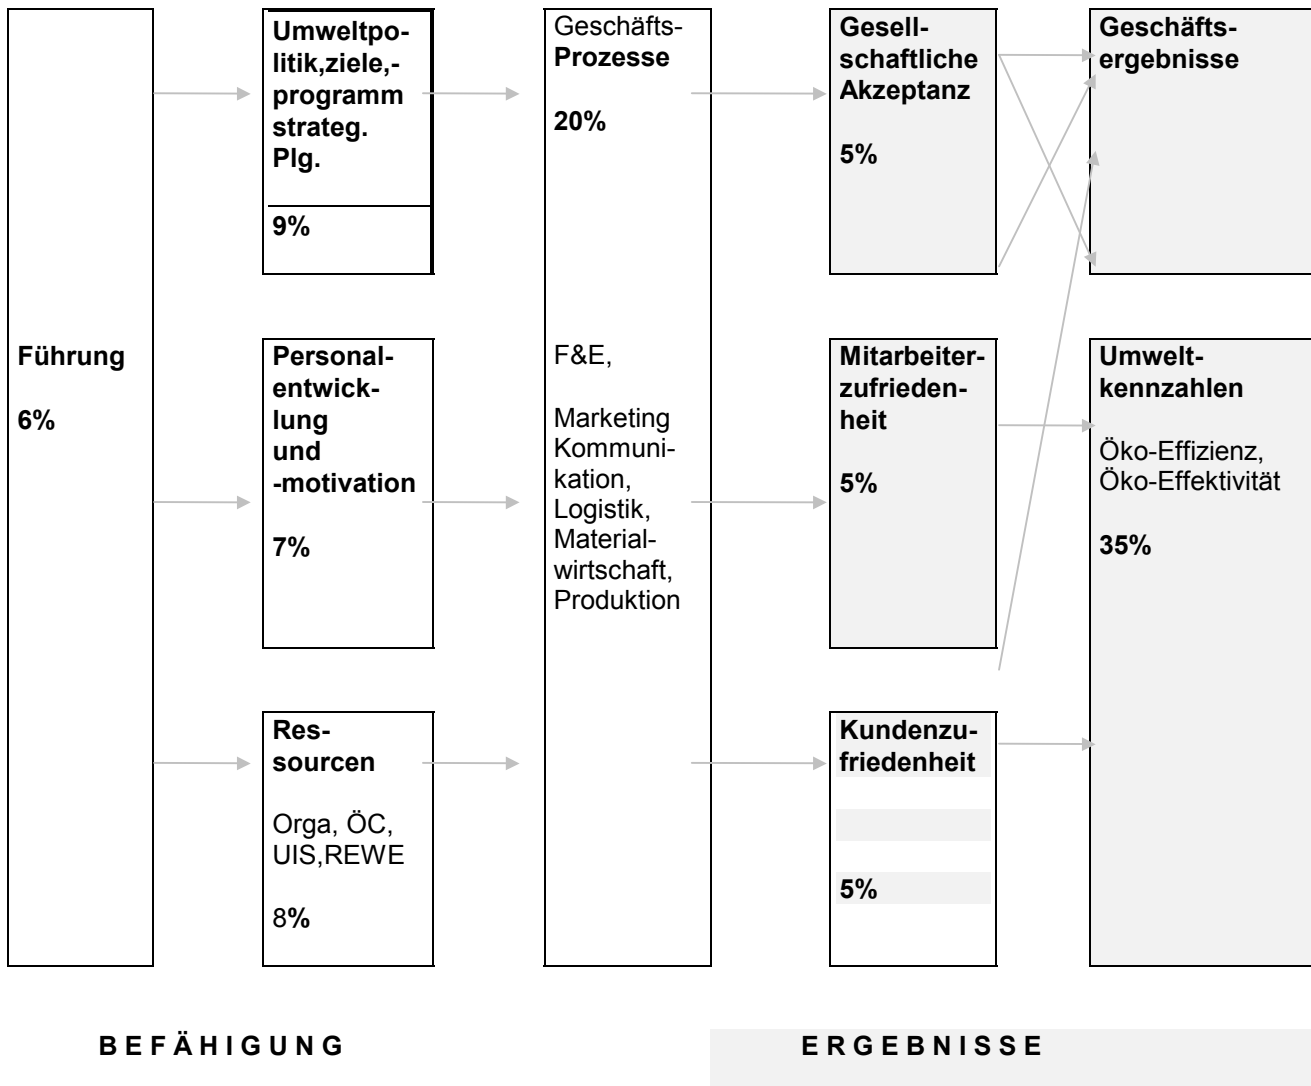 Führung
6%
Umweltpo-
litik,ziele,-
programm
strateg.
Plg.
9%
Personal-
entwick-
lung
und
-motivation
7%
Res-
sourcen
Orga, ÖC,
UIS,REWE
8%
Geschäfts-
Prozesse
20%
F&E,
Marketing
Kommuni-
kation,
Logistik,
Material-
wirtschaft,
Produktion
Gesell-
schaftliche
Akzeptanz
5%
Mitarbeiter-
zufrieden-
heit
5%
Kundenzu-
friedenheit
5%
Geschäfts-
ergebnisse
Umwelt-
kennzahlen
Öko-Effizienz,
Öko-Effektivität
35%
B E F Ä H I G U N G
E R G E B N I S S E